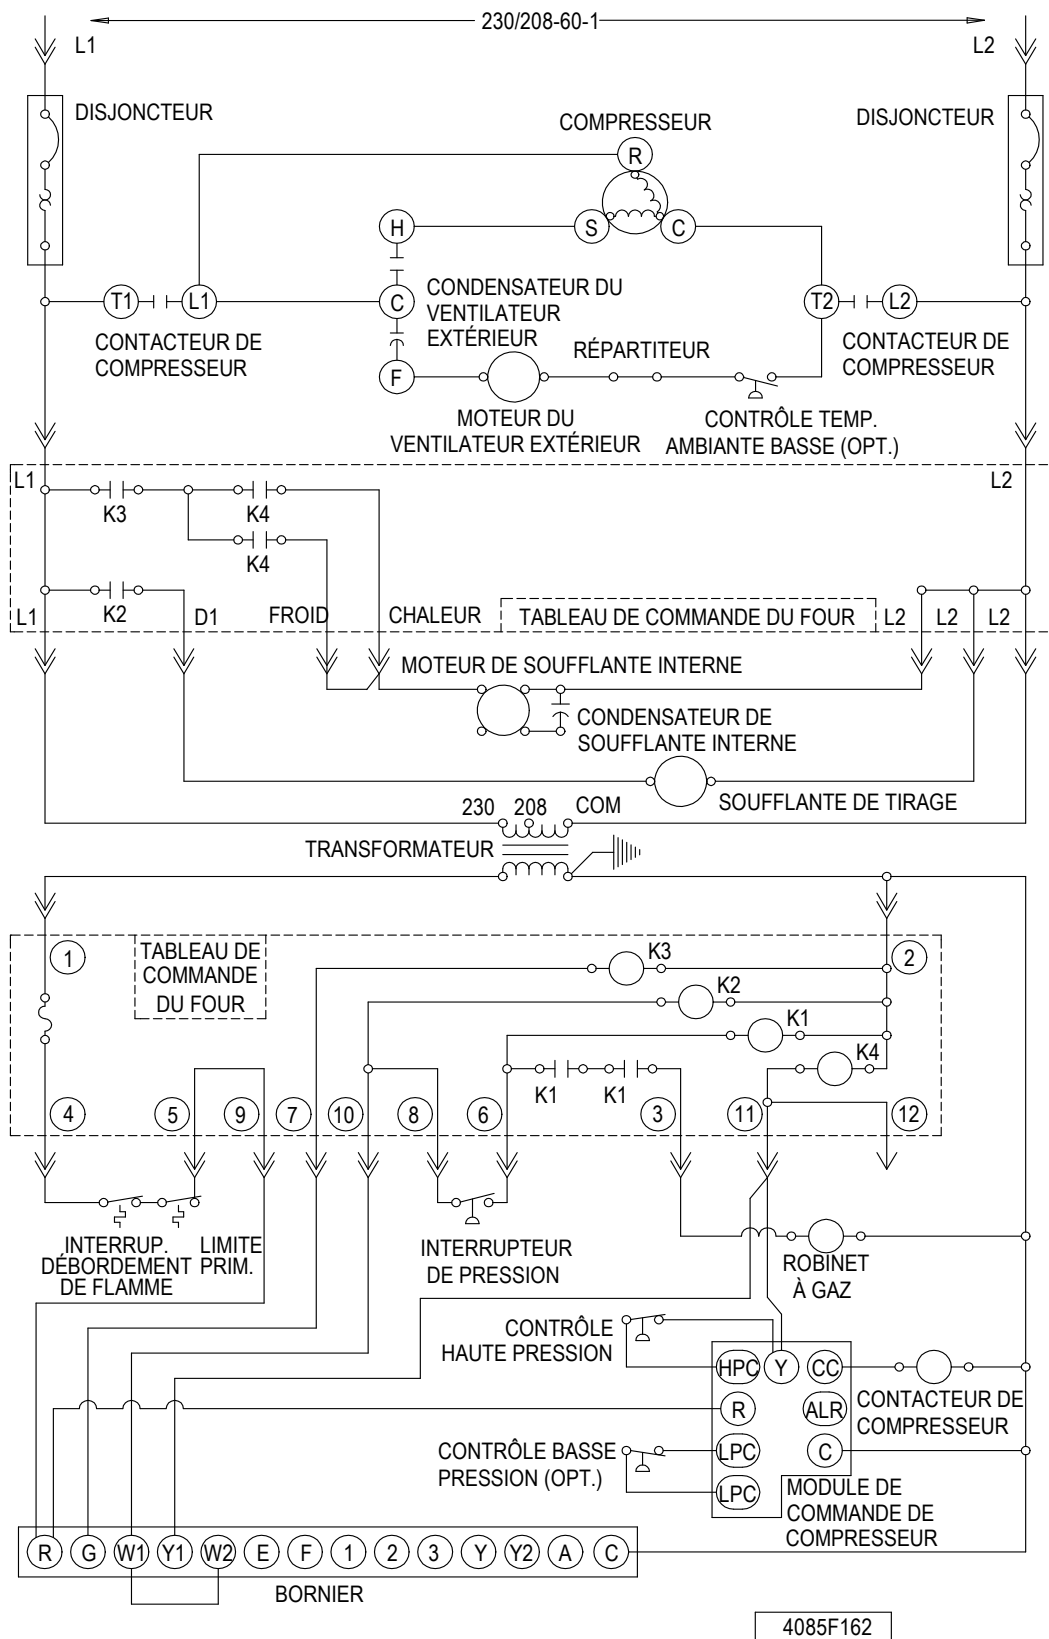 230/208-60-1
L1
L2
DISJONCTEUR
COMPRESSEUR
DISJONCTEUR
R
H
S
C
T1
L1
C
CONDENSATEUR DU
VENTILATEUR
EXTÉRIEUR
T2
L2
CONTACTEUR DE
COMPRESSEUR
RÉPARTITEUR
CONTACTEUR DE
COMPRESSEUR
F
MOTEUR DU
VENTILATEUR EXTÉRIEUR
CONTRÔLE TEMP.
AMBIANTE BASSE (OPT.)
L1
L2
K3
K4
K4
K2
L1
D1
FROID
CHALEUR
TABLEAU DE COMMANDE DU FOUR
L2
L2
L2
MOTEUR DE SOUFFLANTE INTERNE
CONDENSATEUR DE
SOUFFLANTE INTERNE
SOUFFLANTE DE TIRAGE
230
208
COM
TRANSFORMATEUR
1
TABLEAU DE
COMMANDE
DU FOUR
K3
2
K2
K1
K4
K1
K1
4
5
9
7
10
8
6
3
11
12
INTERRUP.
DÉBORDEMENT
DE FLAMME
LIMITE
PRIM.
INTERRUPTEUR
DE PRESSION
ROBINET
À GAZ
CONTRÔLE
HAUTE PRESSION
HPC
Y
CC
R
ALR
CONTACTEUR DE
COMPRESSEUR
CONTRÔLE BASSE
PRESSION (OPT.)
LPC
C
LPC
MODULE DE
COMMANDE DE
COMPRESSEUR
R
G
W1
Y1
W2
E
F
1
2
3
Y
Y2
A
C
BORNIER
4085F162